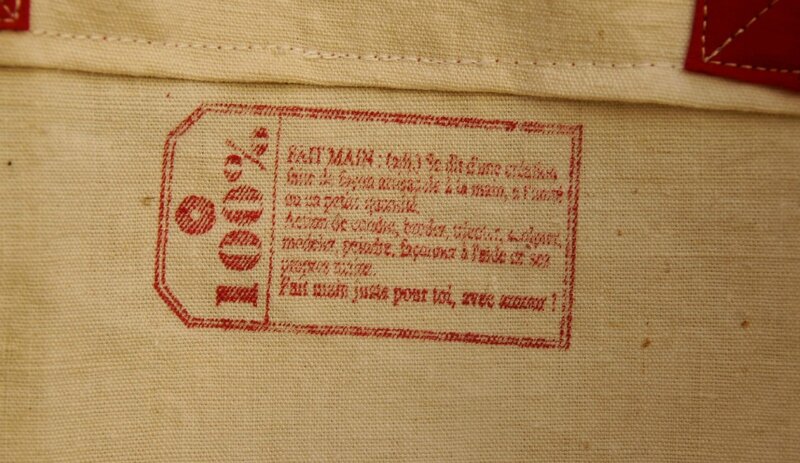 100%
FAIT MAIN : (adj.) Se dit d'une création
faite de façon artisanale à la main, à l'unité
ou en petite quantité.
Action de coudre, broder, tricoter, sculpter,
modeler, peindre, façonner à l'aide de ses
propres mains.
Fait main juste pour toi, avec amour !